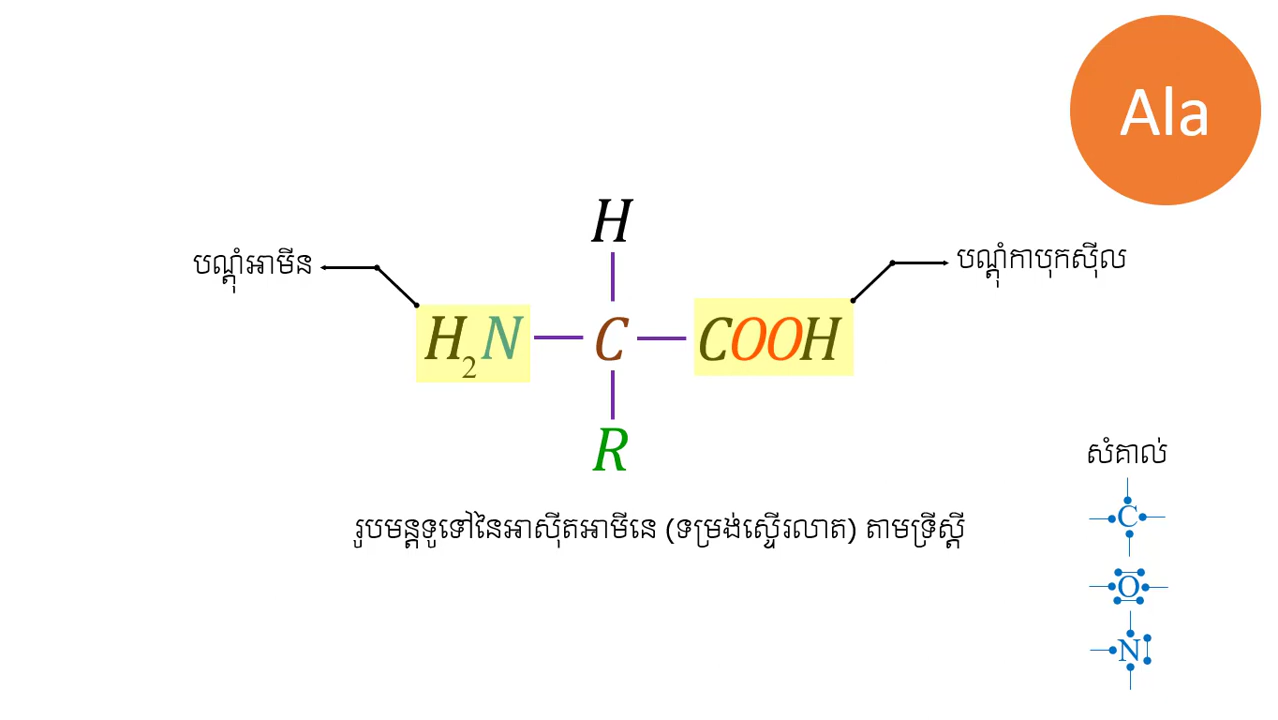 Ala
H
បណ្តុំអាមីន
បណ្តុំកាបុកស៊ីល
H₂N — C — COOH
R
សំគាល់
រូបមន្តទូទៅនៃអាស៊ីតអាមីនេ (ទម្រង់ស្ទើរលាត) តាមទ្រឹស្តី
C
O
N